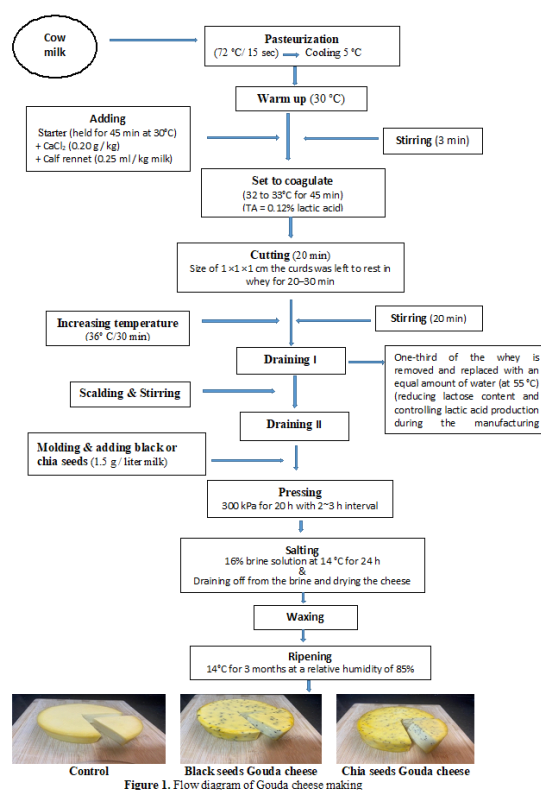 Cow
milk
Pasteurization
(72 °C/ 15 sec) Cooling 5 °C
Warm up (30 °C)
Adding
Starter (held for 45 min at 30°C)
+ CaCl₂ (0.20 g / kg)
+ Calf rennet (0.25 ml / kg milk)
Stirring (3 min)
Set to coagulate
(32 to 33°C for 45 min)
(TA = 0.12% lactic acid)
Cutting (20 min)
Size of 1 ×1 ×1 cm the curds was left to rest in
whey for 20–30 min
Increasing temperature
(36° C/30 min)
Stirring (20 min)
Draining I
One-third of the whey is
removed and replaced with an
equal amount of water (at 55 °C)
(reducing lactose content and
controlling lactic acid production
during the manufacturing
Scalding & Stirring
Draining II
Molding & adding black or
chia seeds (1.5 g / liter milk)
Pressing
300 kPa for 20 h with 2~3 h interval
Salting
16% brine solution at 14 °C for 24 h
&
Draining off from the brine and drying the cheese
Waxing
Ripening
14°C for 3 months at a relative humidity of 85%
Control
Black seeds Gouda cheese
Chia seeds Gouda cheese
Figure 1. Flow diagram of Gouda cheese making